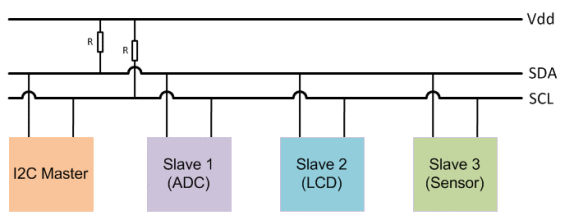 Vdd
R
R
SDA
SCL
I2C Master
Slave 1
(ADC)
Slave 2
(LCD)
Slave 3
(Sensor)